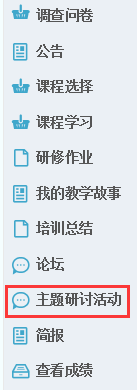 调查问卷
公告
课程选择
课程学习
研修作业
我的教学故事
培训总结
论坛
主题研讨活动
简报
查看成绩